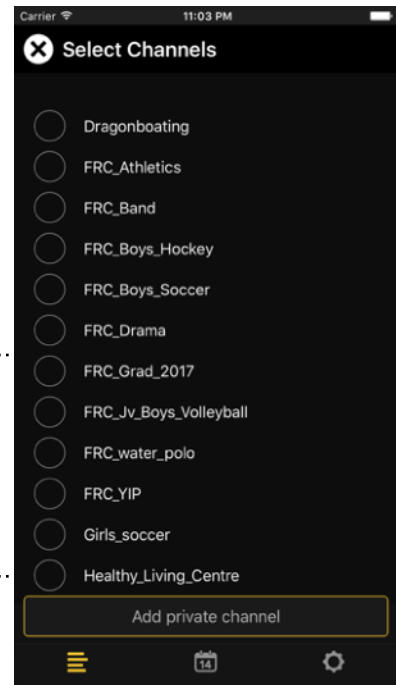 Carrier 11:03 PM
Select Channels
Dragonboating
FRC_Athletics
FRC_Band
FRC_Boys_Hockey
FRC_Boys_Soccer
FRC_Drama
FRC_Grad_2017
FRC_Jv_Boys_Volleyball
FRC_water_polo
FRC_YIP
Girls_soccer
Healthy_Living_Centre
Add private channel
14